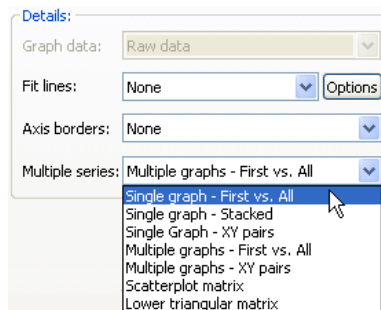 Details:
Graph data: Raw data
Fit lines: None Options
Axis borders: None
Multiple series: Multiple graphs - First vs. All
Single graph - First vs. All
Single graph - Stacked
Single Graph - XY pairs
Multiple graphs - First vs. All
Multiple graphs - XY pairs
Scatterplot matrix
Lower triangular matrix